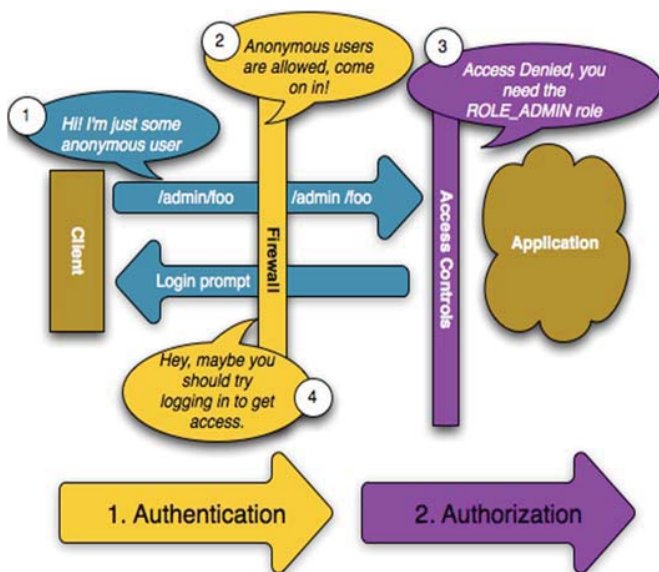 1
Hi! I'm just some
anonymous user
2
Anonymous users
are allowed, come
on in!
3
Access Denied, you
need the
ROLE_ADMIN role
Client
/admin/foo
Firewall
/admin /foo
Access Controls
Application
Login prompt
Hey, maybe you
should try
logging in to get
access.
4
1. Authentication
2. Authorization